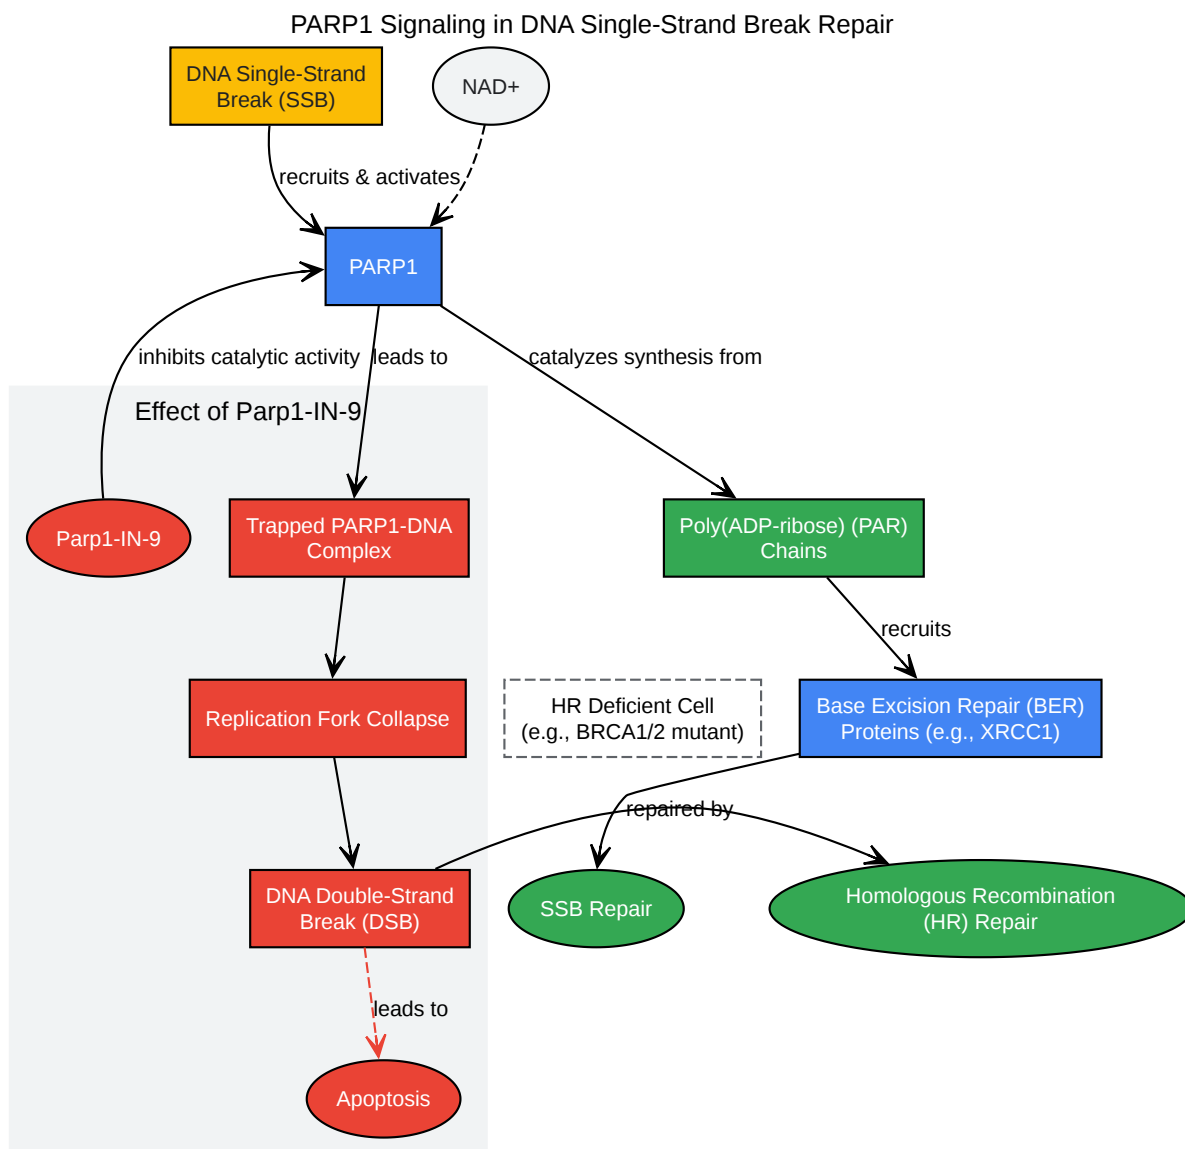 PARP1 Signaling in DNA Single-Strand Break Repair
DNA Single-Strand
Break (SSB)
NAD+
recruits & activates
PARP1
inhibits catalytic activity
leads to
catalyzes synthesis from
Effect of Parp1-IN-9
Parp1-IN-9
Trapped PARP1-DNA
Complex
Poly(ADP-ribose) (PAR)
Chains
recruits
Replication Fork Collapse
HR Deficient Cell
(e.g., BRCA1/2 mutant)
Base Excision Repair (BER)
Proteins (e.g., XRCC1)
repaired by
DNA Double-Strand
Break (DSB)
SSB Repair
Homologous Recombination
(HR) Repair
leads to
Apoptosis